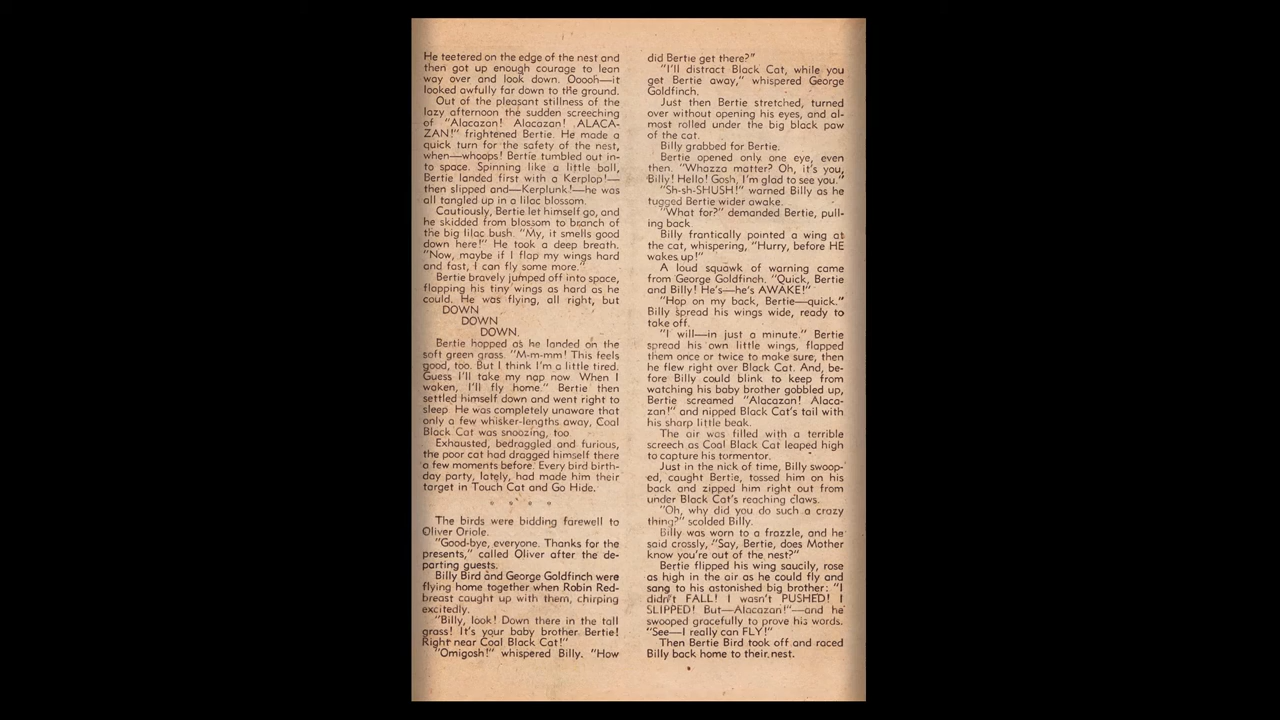 He teetered on the edge of the nest and
then got up enough courage to lean
way over and look down. Ooooh—it
looked awfully far down to the ground.
Out of the pleasant stillness of the
lazy afternoon the sudden screeching
of "Alacazan! Alacazan! ALACA-
ZAN!" frightened Bertie. He made a
quick turn for the safety of the nest,
when—whoops! Bertie tumbled out in-
to space. Spinning like a little ball,
Bertie landed first with a Kerplop!—
then slipped and—Kerplunk!—he was
all tangled up in a lilac blossom.
Cautiously, Bertie let himself go, and
he skidded from blossom to branch of
the big lilac bush. "My, it smells good
down here!" He took a deep breath.
"Now, maybe if I flap my wings hard
and fast, I can fly some more."
Bertie bravely jumped off into space,
flapping his tiny wings as hard as he
could. He was flying, all right, but
DOWN
DOWN
DOWN.
Bertie hopped as he landed on the
soft green grass. "M-m-mm! This feels
good, too. But I think I'm a little tired.
Guess I'll take my nap now When I
waken, I'll fly home." Bertie then
settled himself down and went right to
sleep. He was completely unaware that
only a few whisker-lengths away, Coal
Black Cat was snoozing, too.
Exhausted, bedraggled and furious,
the poor cat had dragged himself there
a few moments before. Every bird birth-
day party, lately, had made him their
target in Touch Cat and Go Hide.
The birds were bidding farewell to
Oliver Oriole.
"Good-bye, everyone. Thanks for the
presents," called Oliver after the de-
parting guests.
Billy Bird and George Goldfinch were
flying home together when Robin Red-
breast caught up with them, chirping
excitedly.
"Billy, look! Down there in the tall
grass! It's your baby brother Bertie!
Right near Coal Black Cat!"
"Omigosh!" whispered Billy. "How
did Bertie get there?"
"I'll distract Black Cat, while you
get Bertie away," whispered George
Goldfinch.
Just then Bertie stretched, turned
over without opening his eyes, and al-
most rolled under the big black paw
of the cat.
Billy grabbed for Bertie.
Bertie opened only one eye, even
then. "Whazza matter? Oh, it's you,
Billy! Hello! Gosh, I'm glad to see you."
"Sh-sh-SHUSH!" warned Billy as he
tugged Bertie wider awake.
"What for?" demanded Bertie, pull-
ing back
Billy frantically pointed a wing at
the cat, whispering, "Hurry, before HE
wakes up!"
A loud squawk of warning came
from George Goldfinch. "Quick, Bertie
and Billy! He's—he's AWAKE!"
"Hop on my back, Bertie—quick."
Billy spread his wings wide, ready to
take off.
"I will—in just a minute." Bertie
spread his own little wings, flapped
them once or twice to make sure, then
he flew right over Black Cat. And, be-
fore Billy could blink to keep from
watching his baby brother gobbled up,
Bertie screamed "Alacazan! Alaca-
zan!" and nipped Black Cat's tail with
his sharp little beak.
The air was filled with a terrible
screech as Coal Black Cat leaped high
to capture his tormentor.
Just in the nick of time, Billy swoop-
ed, caught Bertie, tossed him on his
back and zipped him right out from
under Black Cat's reaching claws.
"Oh, why did you do such a crazy
thing?" scolded Billy.
Billy was worn to a frazzle, and he
said crossly, "Say, Bertie, does Mother
know you're out of the nest?"
Bertie flipped his wing saucily, rose
as high in the air as he could fly and
sang to his astonished big brother: "I
didn't FALL! I wasn't PUSHED! I
SLIPPED! But—Alacazan!"—and he
swooped gracefully to prove his words.
"See—I really can FLY!"
Then Bertie Bird took off and raced
Billy back home to their nest.